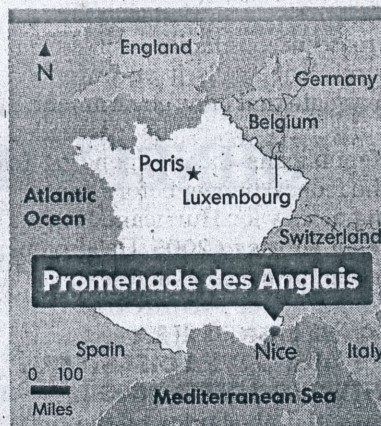 England
N
Germany
Belgium
Paris
Luxembourg
Atlantic
Ocean
Switzerland
Promenade des Anglais
Spain
Nice
Italy
0 100
Miles
Mediterranean Sea